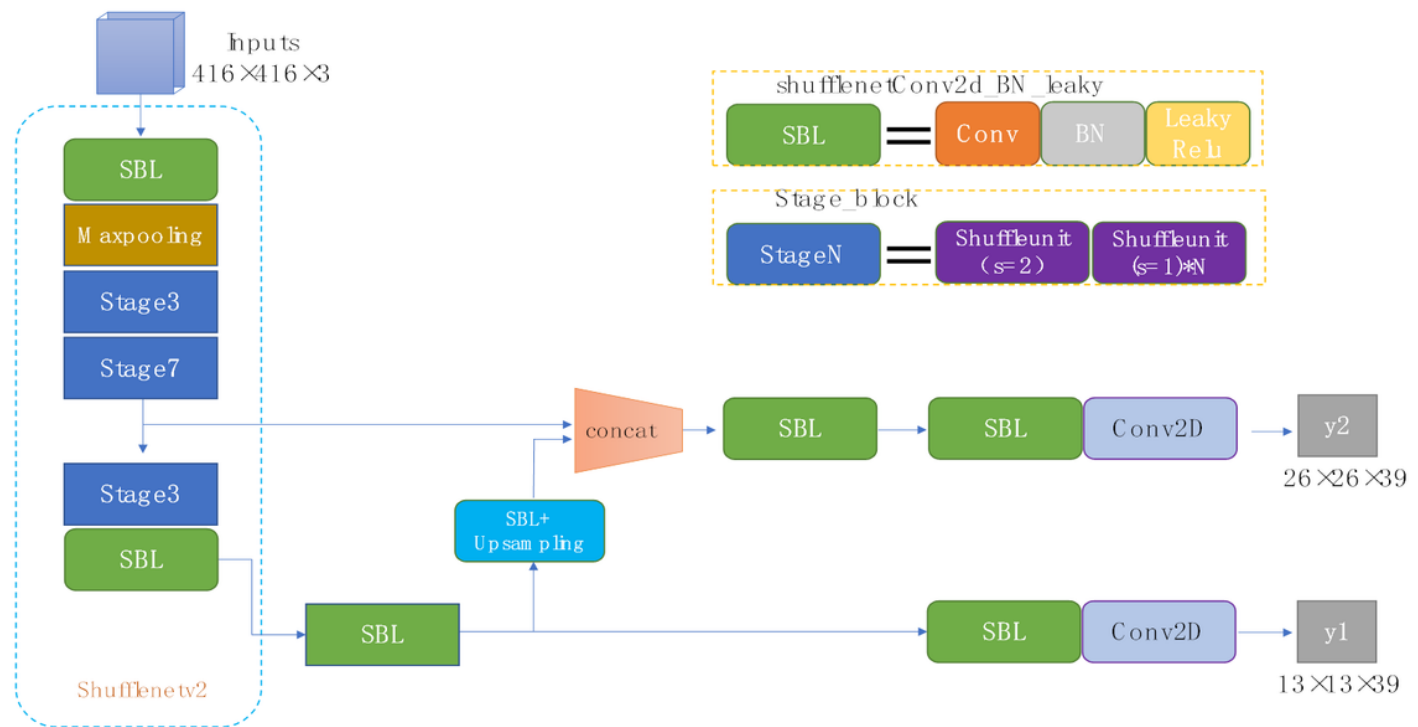 Inputs
416×416×3
shufflenetConv2d_BN_leaky
SBL
Conv
BN
Leaky
Relu
Stage_block
StageN
Shuffleunit
(s=2)
Shuffleunit
(s=1)*N
SBL
Maxpooling
Stage3
Stage7
Stage3
SBL
Shufflenetv2
SBL
SBL+
Upsampling
concat
SBL
SBL
Conv2D
y2
26×26×39
SBL
Conv2D
y1
13×13×39